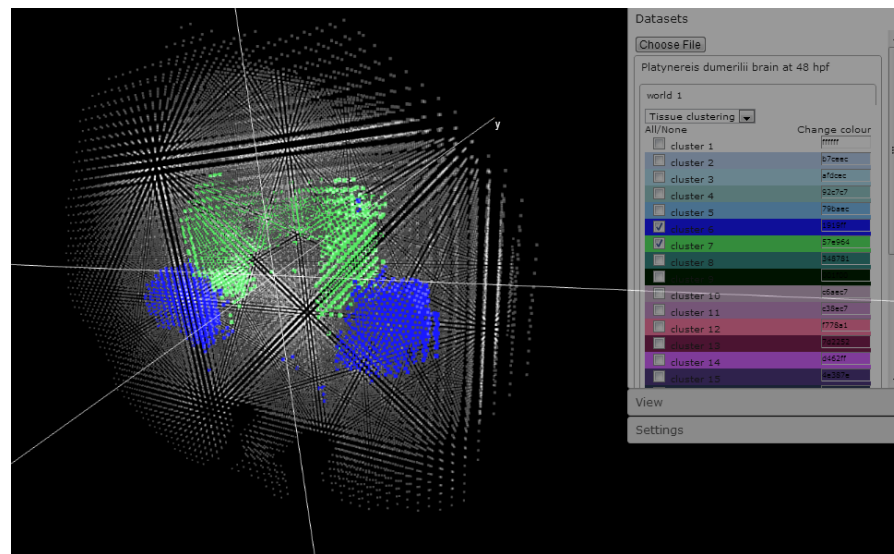 Datasets
Choose File
Platynereis dumerilii brain at 48 hpf
y
world 1
Tissue clustering
All/None Change colour
cluster 1 ffffff
cluster 2 b7ceec
cluster 3 afdcec
cluster 4 92c7c7
cluster 5 79baec
cluster 6
cluster 7 57e964
cluster 8 348781
cluster 10 c6aec7
cluster 11 c38ec7
cluster 12 f778a1
cluster 13 7d2252
cluster 14 d462ff
cluster 15 4e387e
View
Settings